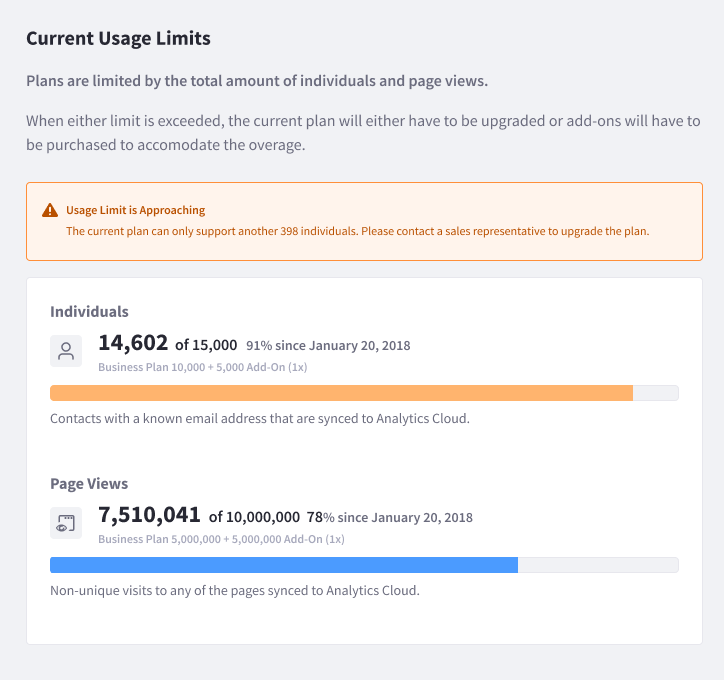 Current Usage Limits
Plans are limited by the total amount of individuals and page views.
When either limit is exceeded, the current plan will either have to be upgraded or add-ons will have to
be purchased to accomodate the overage.
Usage Limit is Approaching
The current plan can only support another 398 individuals. Please contact a sales representative to upgrade the plan.
Individuals
14,602 of 15,000 91% since January 20, 2018
Business Plan 10,000 + 5,000 Add-On (1x)
Contacts with a known email address that are synced to Analytics Cloud.
Page Views
7,510,041 of 10,000,000 78% since January 20, 2018
Business Plan 5,000,000 + 5,000,000 Add-On (1x)
Non-unique visits to any of the pages synced to Analytics Cloud.